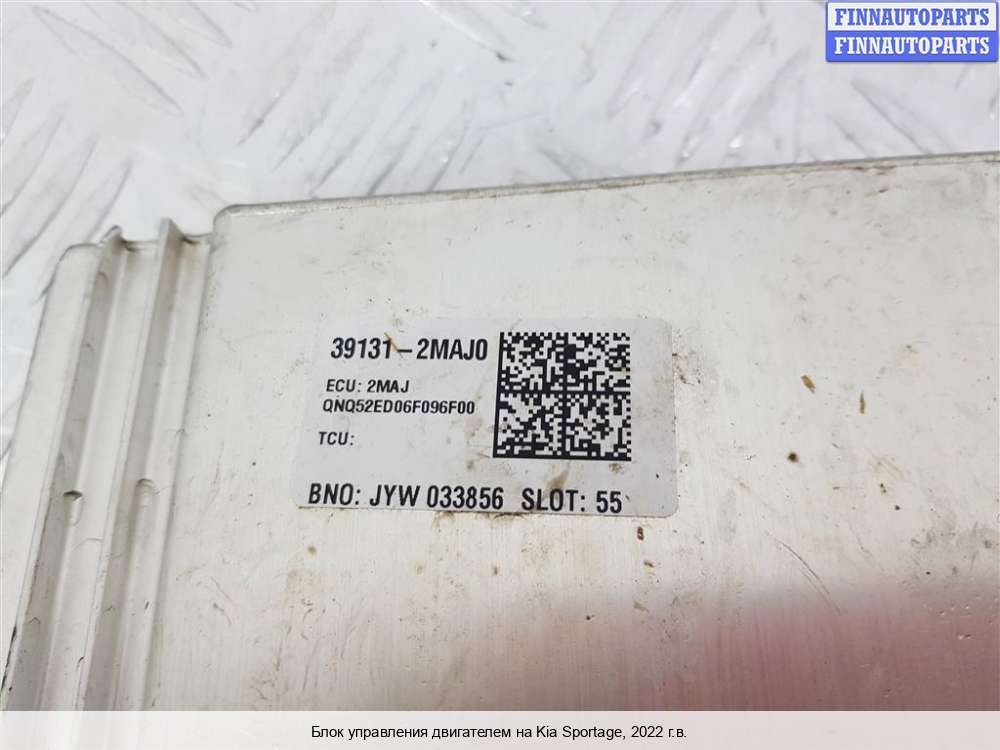 FINNAUTOPARTS
FINNAUTOPARTS
39131-2MAJ0
ECU: 2MAJ
QNQ52ED06F096F00
TCU:
BNO: JYW 033856 SLOT: 55
Блок управления двигателем на Kia Sportage, 2022 г.в.